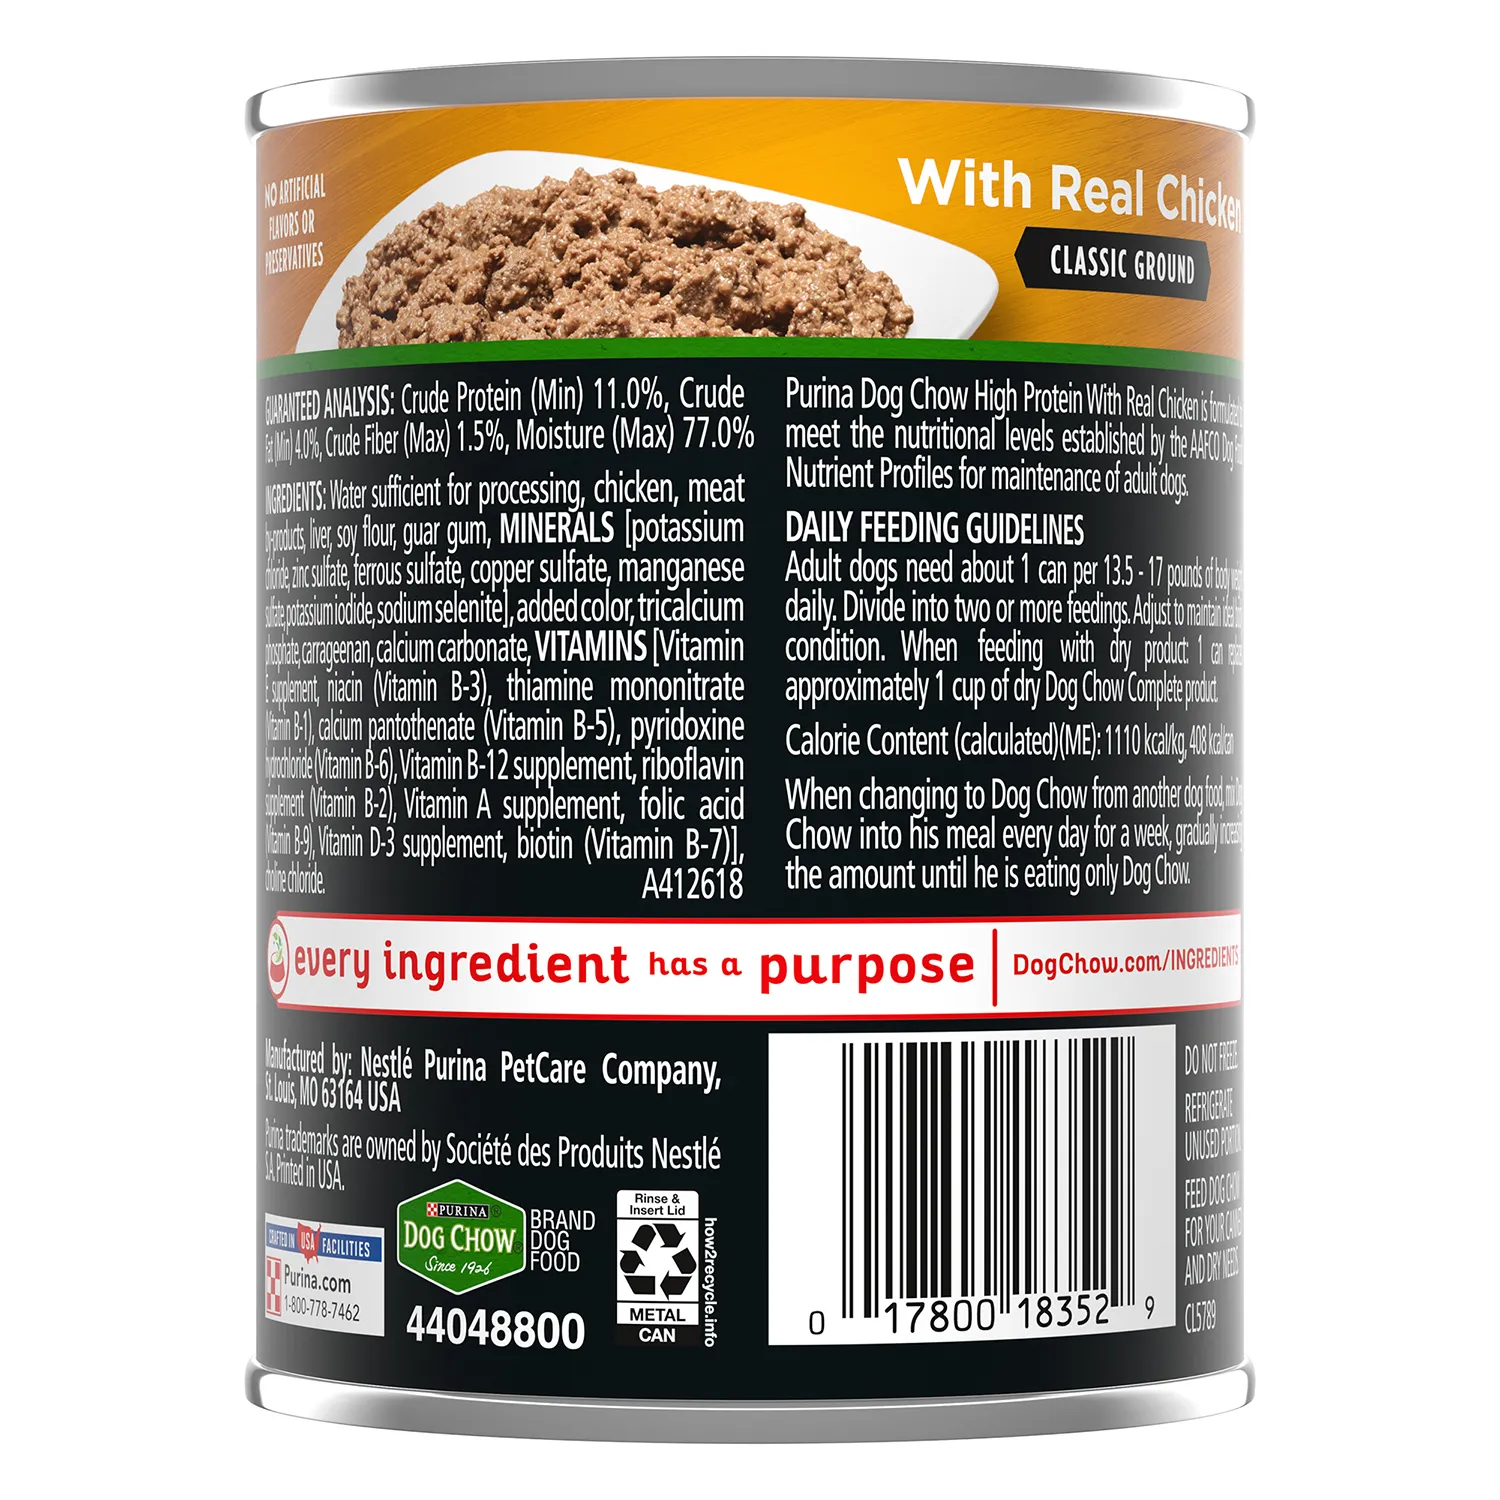 NO ARTIFICIAL
FLAVORS OR
PRESERVATIVES
With Real Chicken
CLASSIC GROUND
GUARANTEED ANALYSIS: Crude Protein (Min) 11.0%, Crude
Fat (Min) 4.0%, Crude Fiber (Max) 1.5%, Moisture (Max) 77.0%
INGREDIENTS: Water sufficient for processing, chicken, meat
by-products, liver, soy flour, guar gum, MINERALS [potassium
chloride, zinc sulfate, ferrous sulfate, copper sulfate, manganese
sulfate, potassium iodide, sodium selenite], added color, tricalcium
phosphate, carrageenan, calcium carbonate, VITAMINS [Vitamin
E supplement, niacin (Vitamin B-3), thiamine mononitrate
(Vitamin B-1), calcium pantothenate (Vitamin B-5), pyridoxine
hydrochloride (Vitamin B-6), Vitamin B-12 supplement, riboflavin
supplement (Vitamin B-2), Vitamin A supplement, folic acid
(Vitamin B-9), Vitamin D-3 supplement, biotin (Vitamin B-7)],
choline chloride. A412618
Purina Dog Chow High Protein With Real Chicken is formulated to
meet the nutritional levels established by the AAFCO Dog Food
Nutrient Profiles for maintenance of adult dogs.
DAILY FEEDING GUIDELINES
Adult dogs need about 1 can per 13.5 - 17 pounds of body weight
daily. Divide into two or more feedings. Adjust to maintain ideal body
condition. When feeding with dry product: 1 can replaces
approximately 1 cup of dry Dog Chow Complete product.
Calorie Content (calculated)(ME): 1110 kcal/kg, 408 kcal/can
When changing to Dog Chow from another dog food, mix Dog
Chow into his meal every day for a week, gradually increasing
the amount until he is eating only Dog Chow.
every ingredient has a purpose | DogChow.com/INGREDIENTS
Manufactured by: Nestlé Purina PetCare Company,
St. Louis, MO 63164 USA
Purina trademarks are owned by Société des Produits Nestlé
S.A. Printed in USA.
CRAFTED IN USA FACILITIES
Purina.com
1-800-778-7462
PURINA®
DOG CHOW®
Since 1926
BRAND
DOG
FOOD
44048800
Rinse &
Insert Lid
METAL
CAN
how2recycle.info
0 17800 18352 9
DO NOT FREEZE.
REFRIGERATE
UNUSED PORTION.
FEED DOG CHOW
FOR YOUR CANNED
AND DRY NEEDS.
CL5789